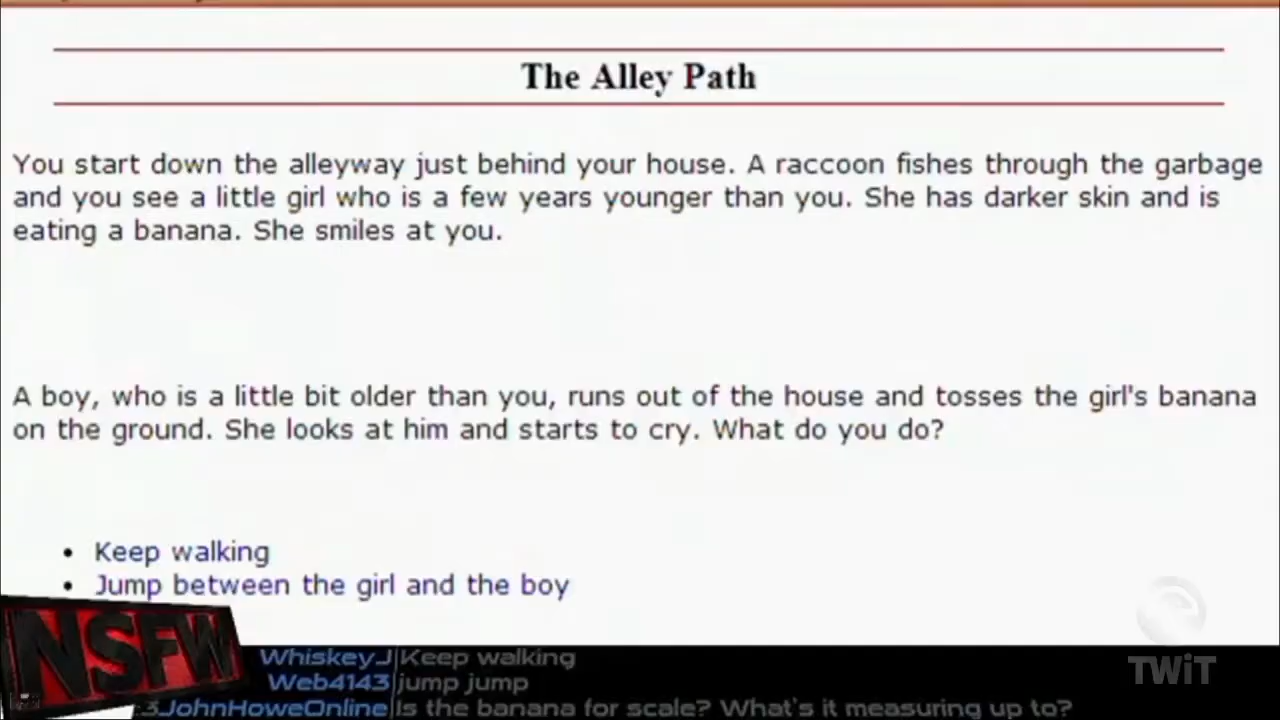 The Alley Path
You start down the alleyway just behind your house. A raccoon fishes through the garbage
and you see a little girl who is a few years younger than you. She has darker skin and is
eating a banana. She smiles at you.
A boy, who is a little bit older than you, runs out of the house and tosses the girl's banana
on the ground. She looks at him and starts to cry. What do you do?
• Keep walking
• Jump between the girl and the boy
NSFW
WhiskeyJ Keep walking
Web4143 jump jump
JohnHoweOnline Is the banana for scale? What's it measuring up to?
TWiT